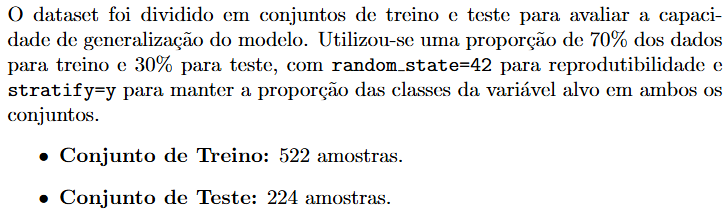 O dataset foi dividido em conjuntos de treino e teste para avaliar a capaci-
dade de generalização do modelo. Utilizou-se uma proporção de 70% dos dados
para treino e 30% para teste, com random_state=42 para reprodutibilidade e
stratify=y para manter a proporção das classes da variável alvo em ambos os
conjuntos.
• Conjunto de Treino: 522 amostras.
• Conjunto de Teste: 224 amostras.